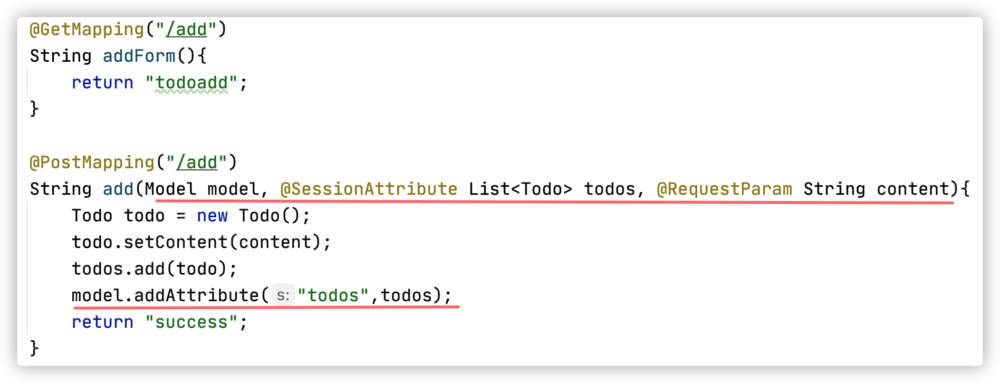 @GetMapping("/add")
String addForm(){
    return "todoadd";
}

@PostMapping("/add")
String add(Model model, @SessionAttribute List<Todo> todos, @RequestParam String content){
    Todo todo = new Todo();
    todo.setContent(content);
    todos.add(todo);
    model.addAttribute( s: "todos",todos);
    return "success";
}